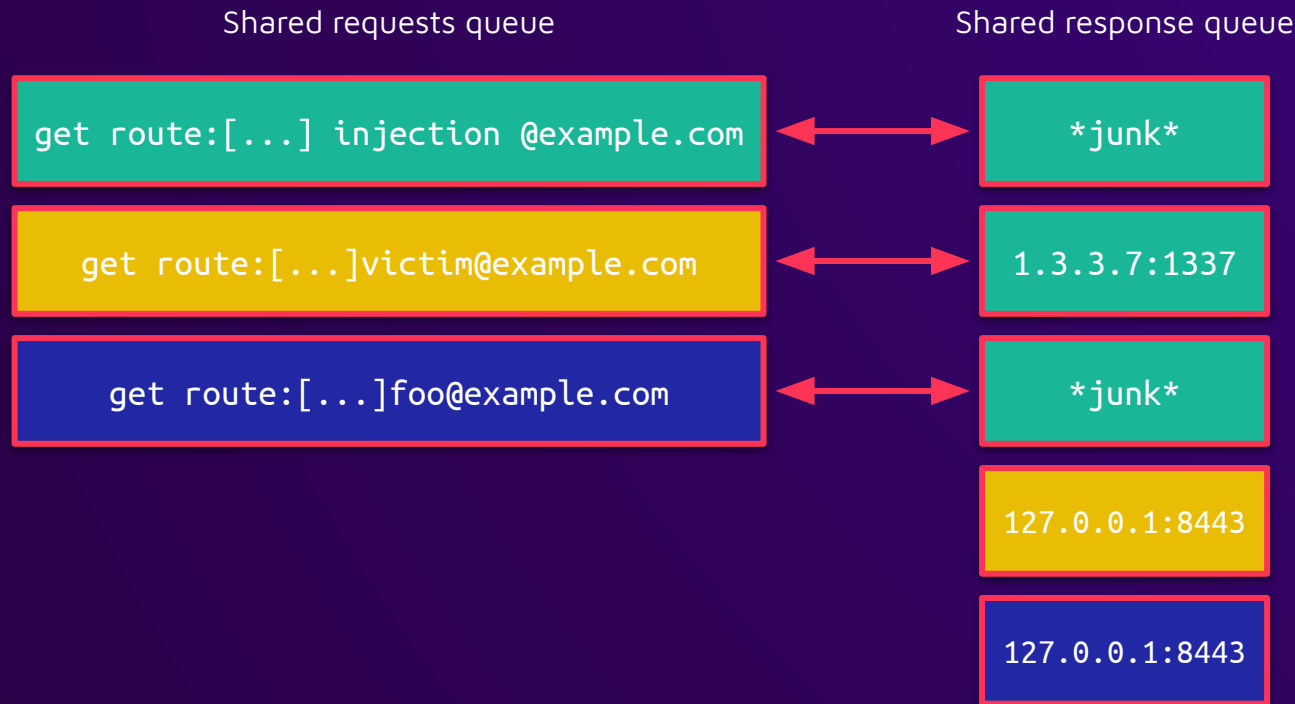 Shared requests queue
Shared response queue
get route:[...] injection @example.com
*junk*
get route:[...]victim@example.com
1.3.3.7:1337
get route:[...]foo@example.com
*junk*
127.0.0.1:8443
127.0.0.1:8443